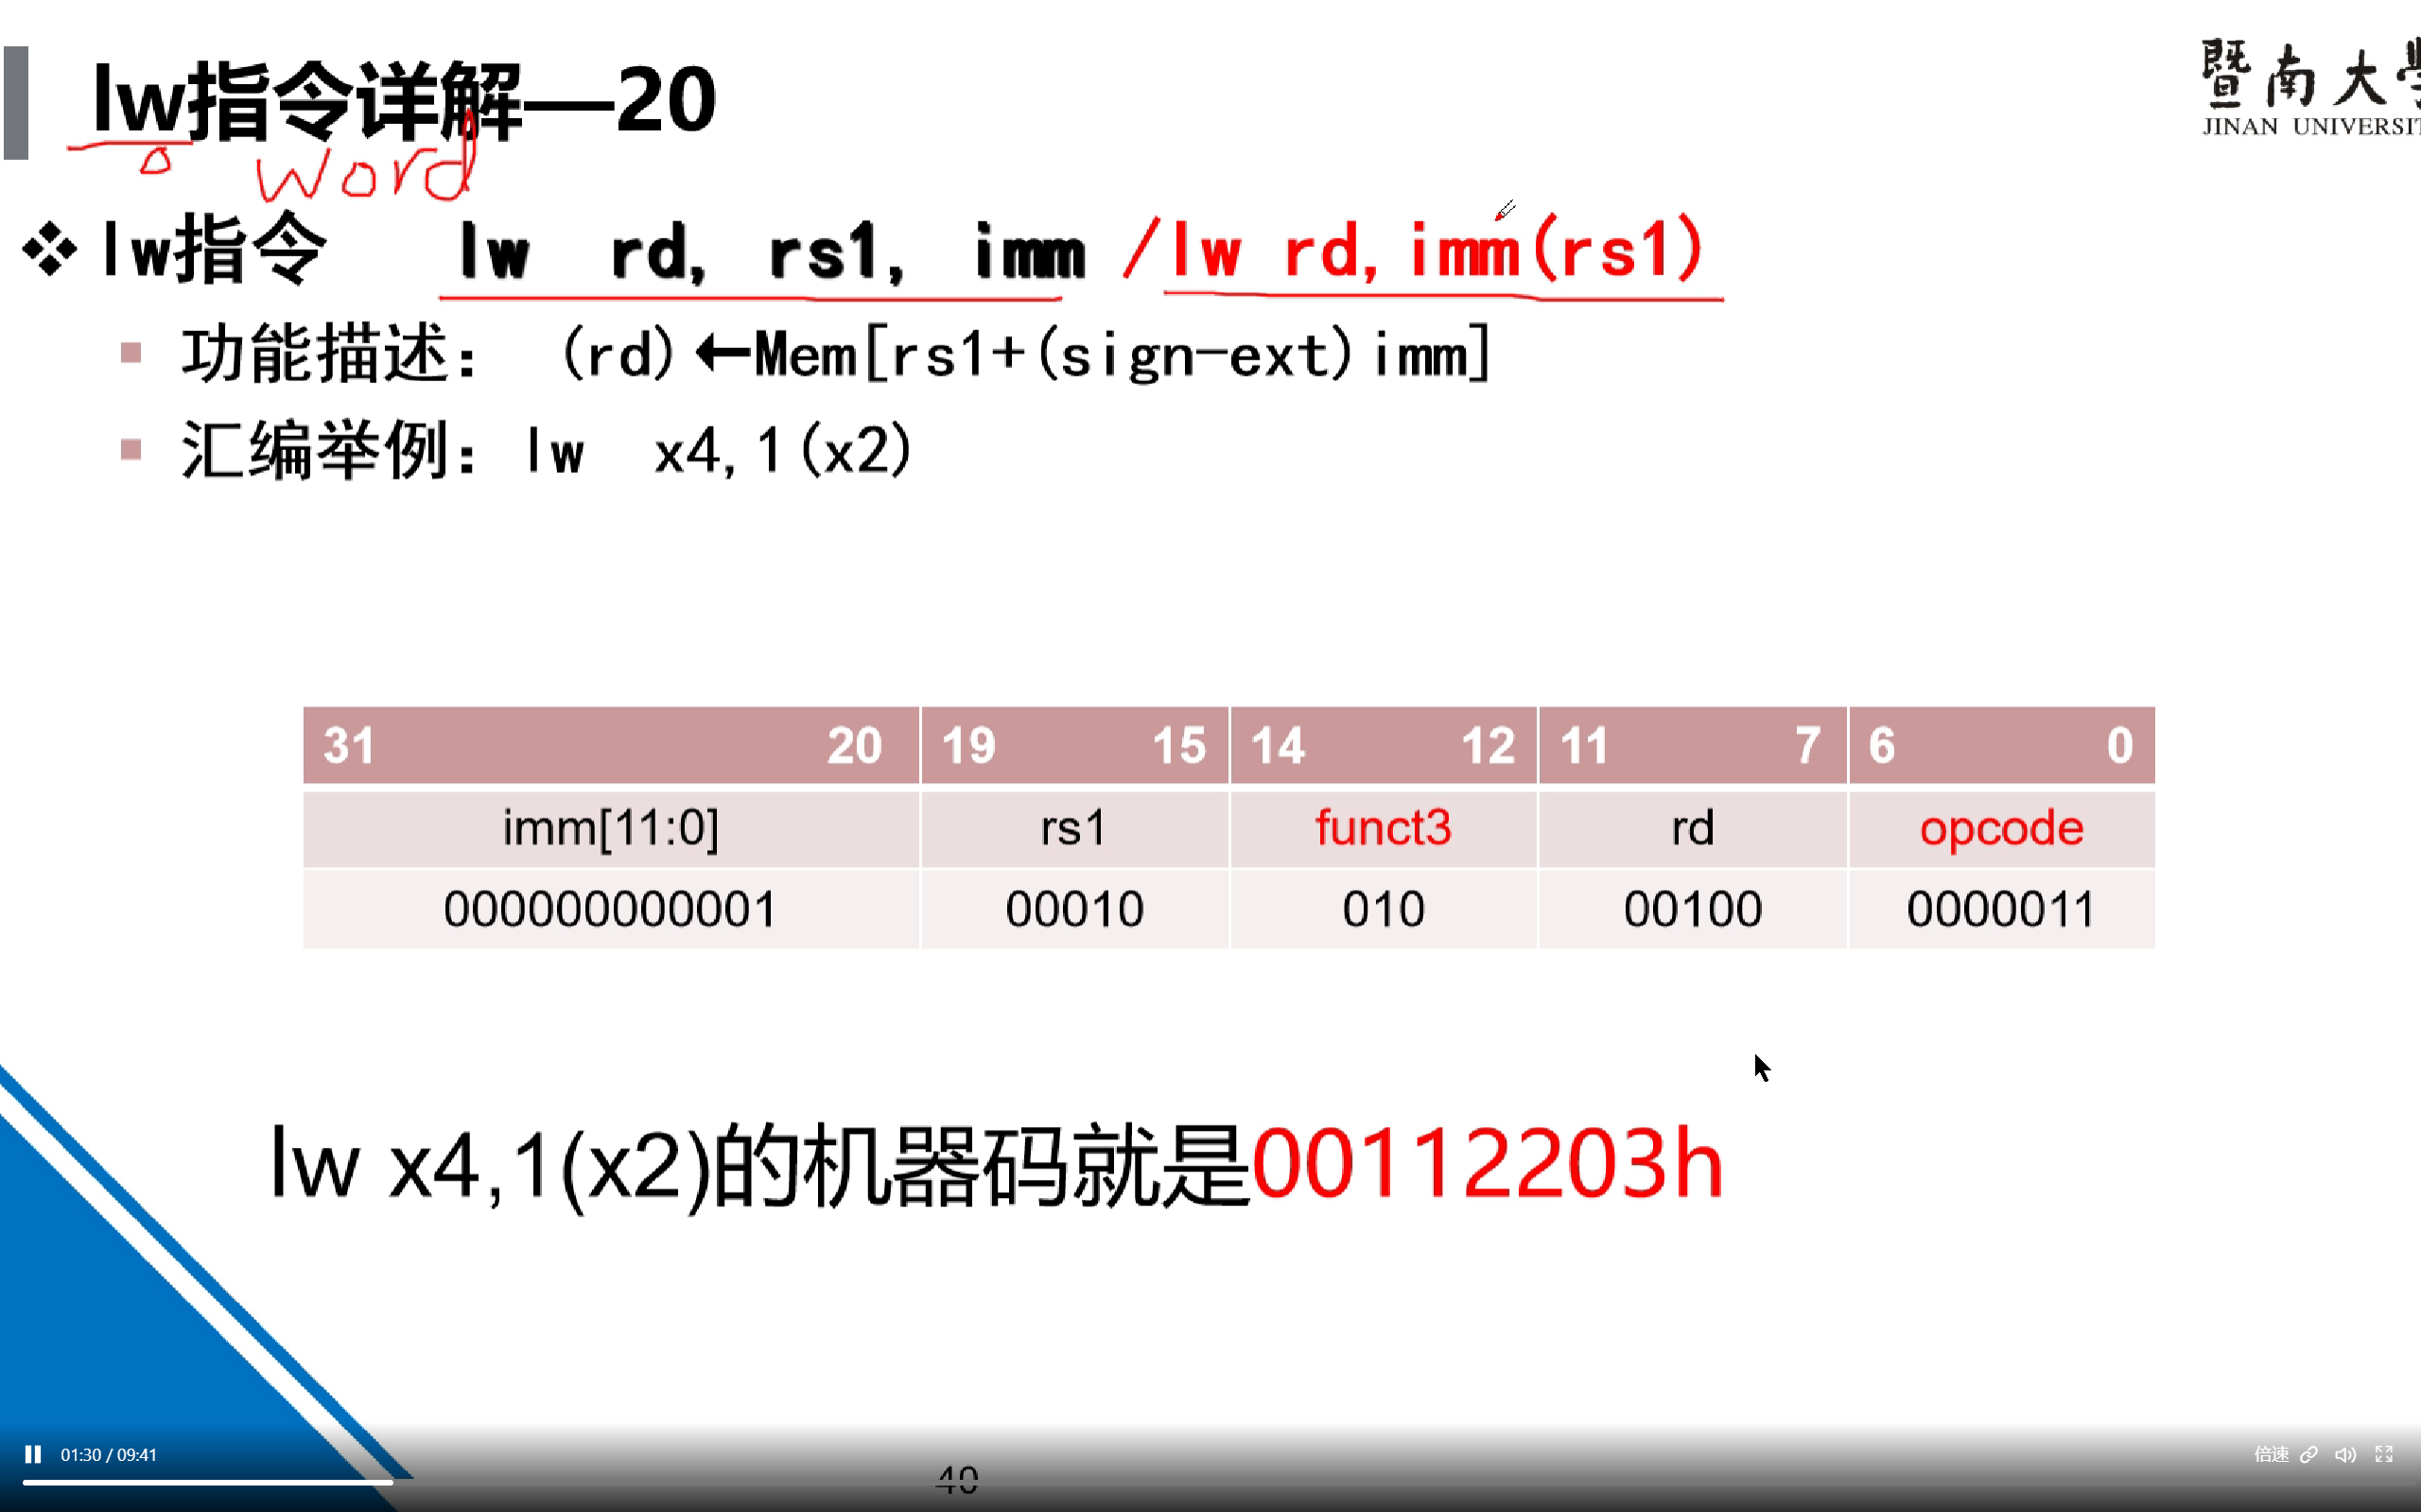 lw指令详解—20
暨南大
JINAN UNIVERSIT
word
lw指令 lw rd, rs1, imm /lw rd,imm(rs1)
功能描述： (rd)←Mem[rs1+(sign-ext)imm]
汇编举例： lw x4,1(x2)
31 20 19 15 14 12 11 7 6 0
imm[11:0] rs1 funct3 rd opcode
000000000001 00010 010 00100 0000011
lw x4,1(x2)的机器码就是00112203h
01:30 / 09:41
倍速
40